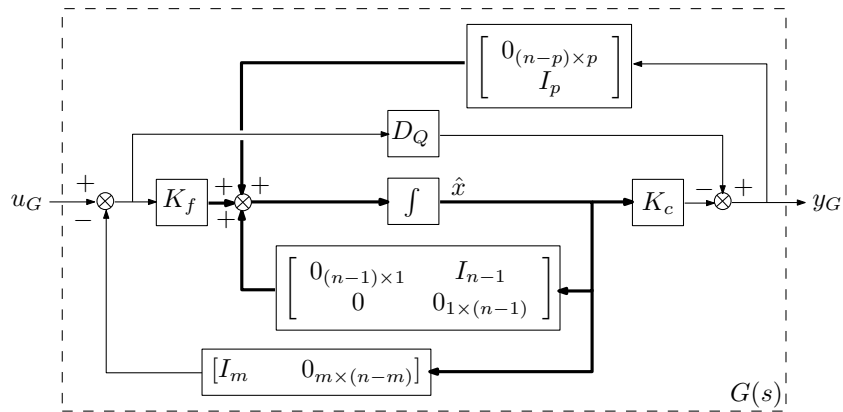 [ 0_{(n-p)×p} ]
[ I_p ]
D_Q
u_G
+
−
K_f
+
+
+
∫
x̂
K_c
−
+
y_G
[ 0_{(n-1)×1} I_{n-1} ]
[ 0 0_{1×(n-1)} ]
[I_m 0_{m×(n-m)}]
G(s)